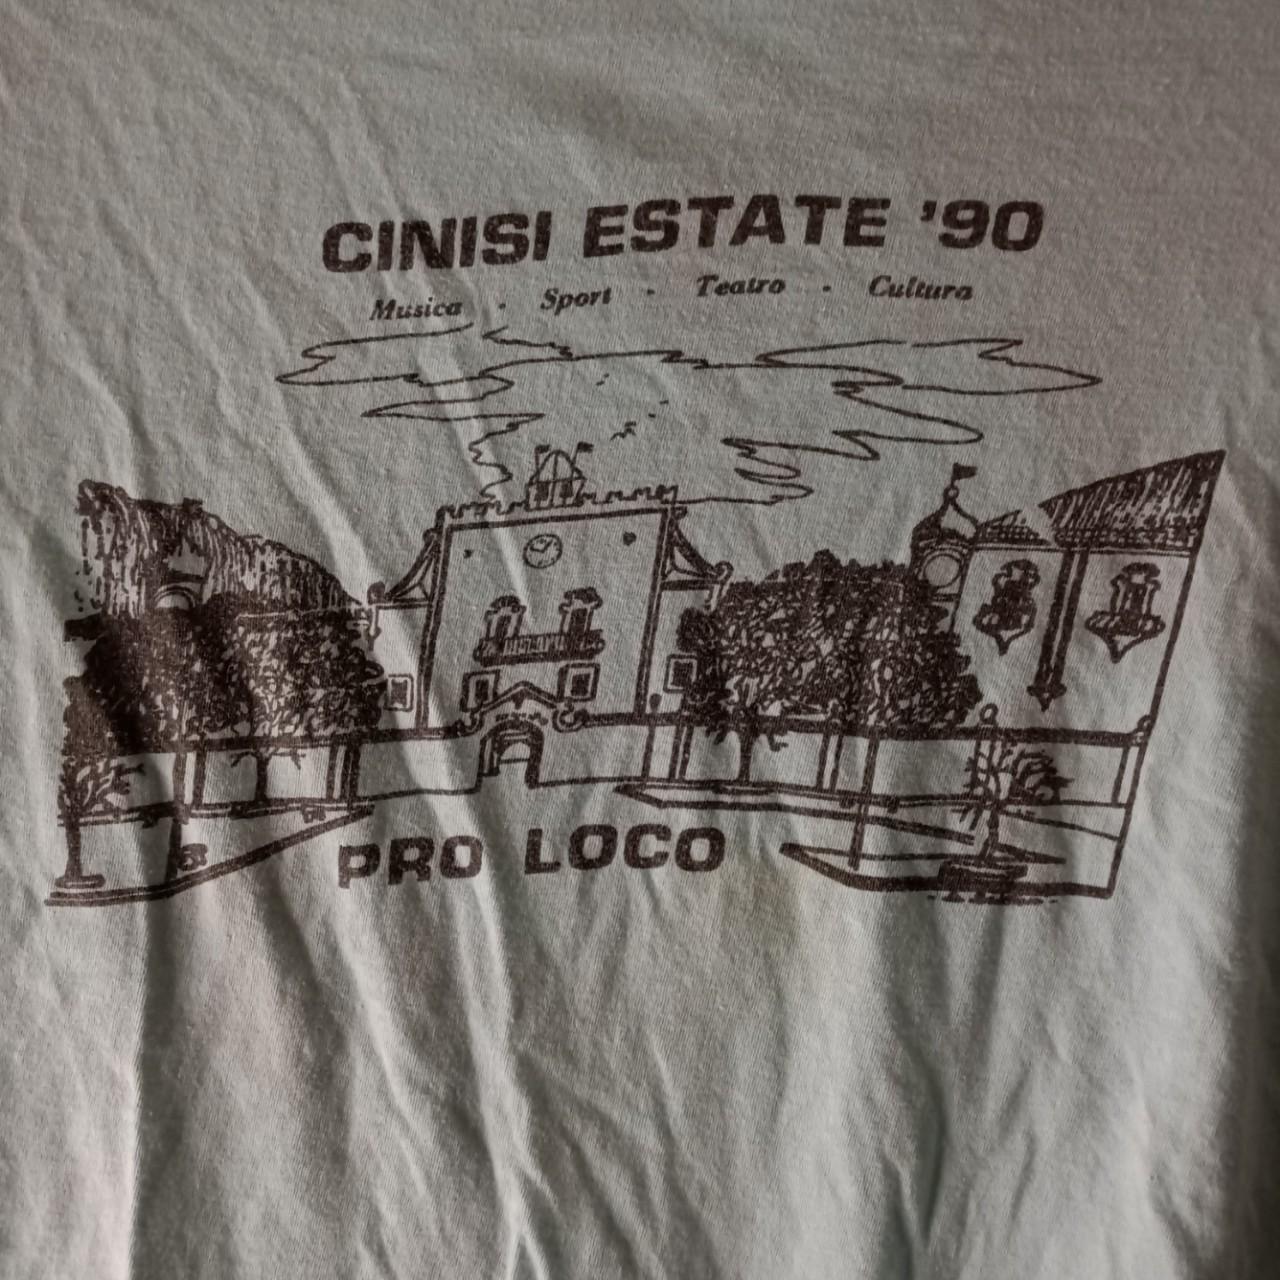 CINISI ESTATE '90
Musica · Sport · Teatro · Cultura
PRO LOCO